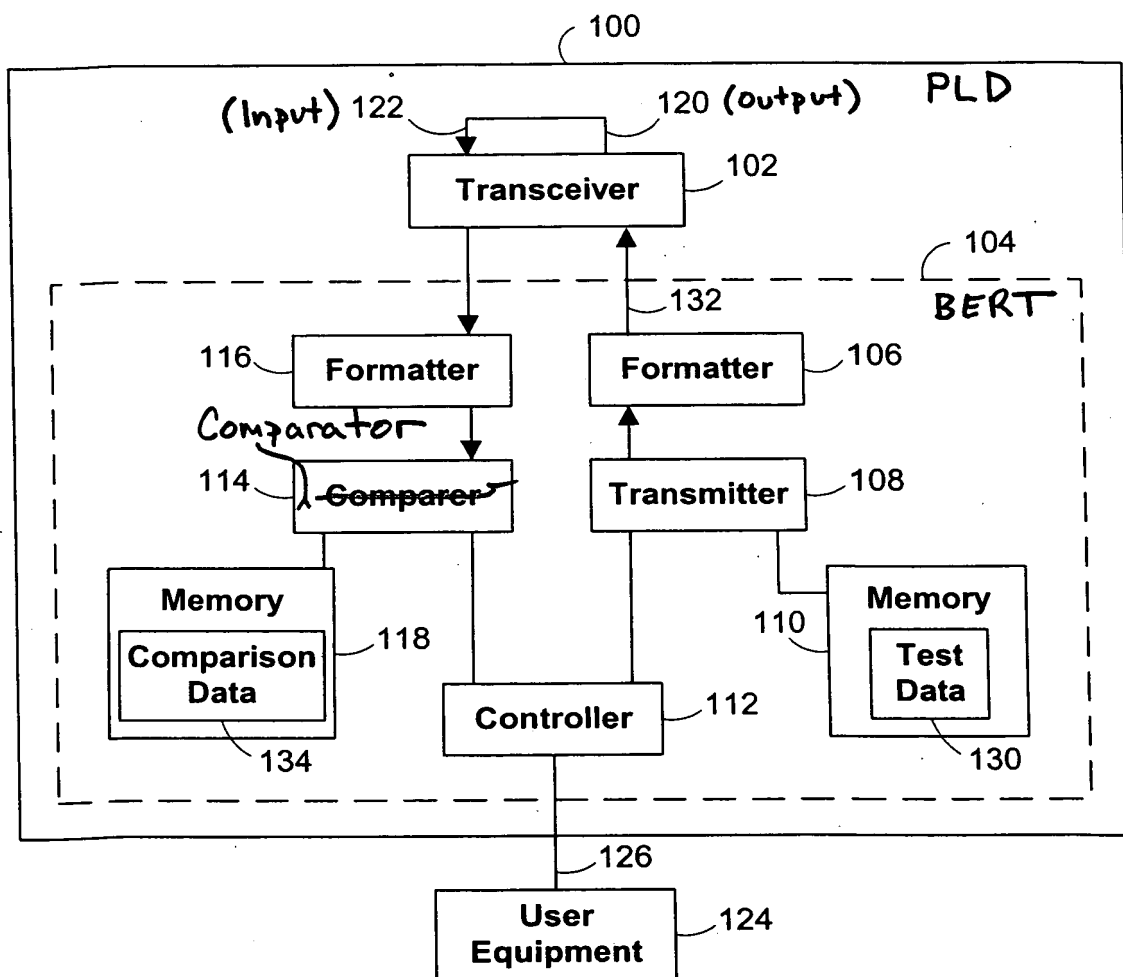 100
PLD
(Input) 122
120 (output)
Transceiver
102
104
BERT
132
116
Formatter
Formatter
106
Comparator
114
Comparer
Transmitter
108
Memory
Comparison
Data
118
134
110
Memory
Test
Data
130
Controller
112
126
User
Equipment
124